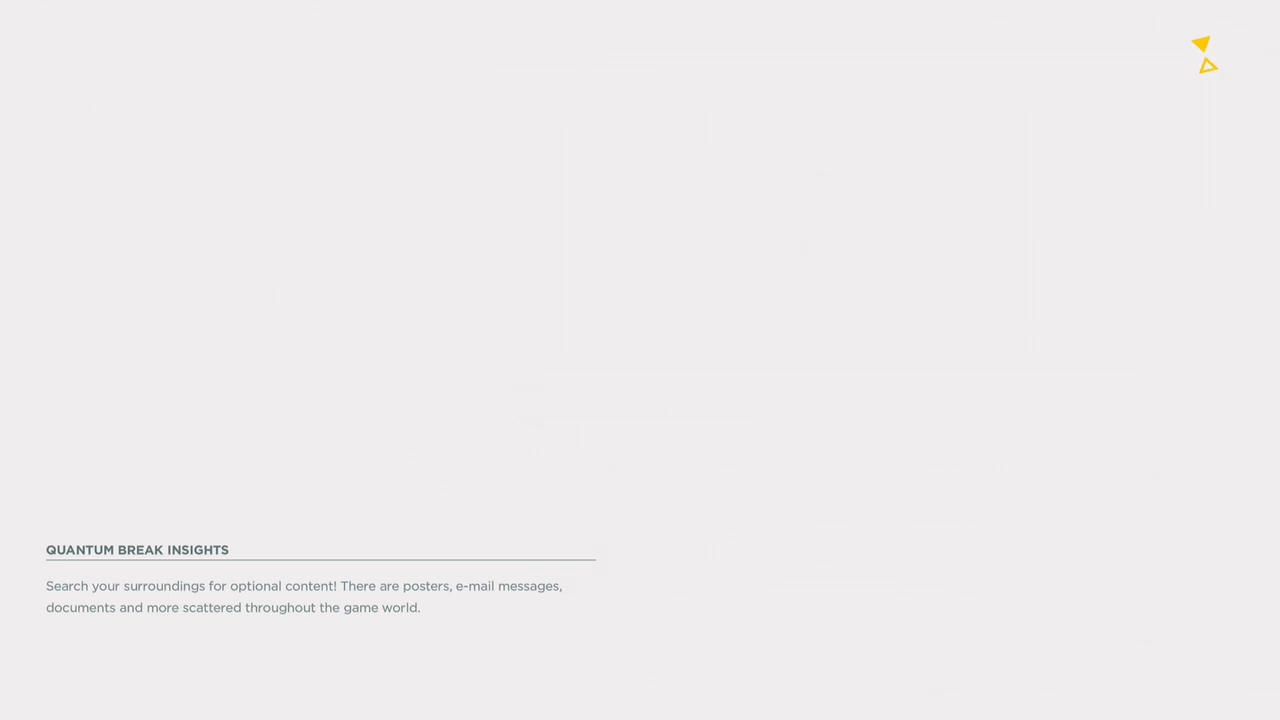 QUANTUM BREAK INSIGHTS
Search your surroundings for optional content! There are posters, e-mail messages,
documents and more scattered throughout the game world.